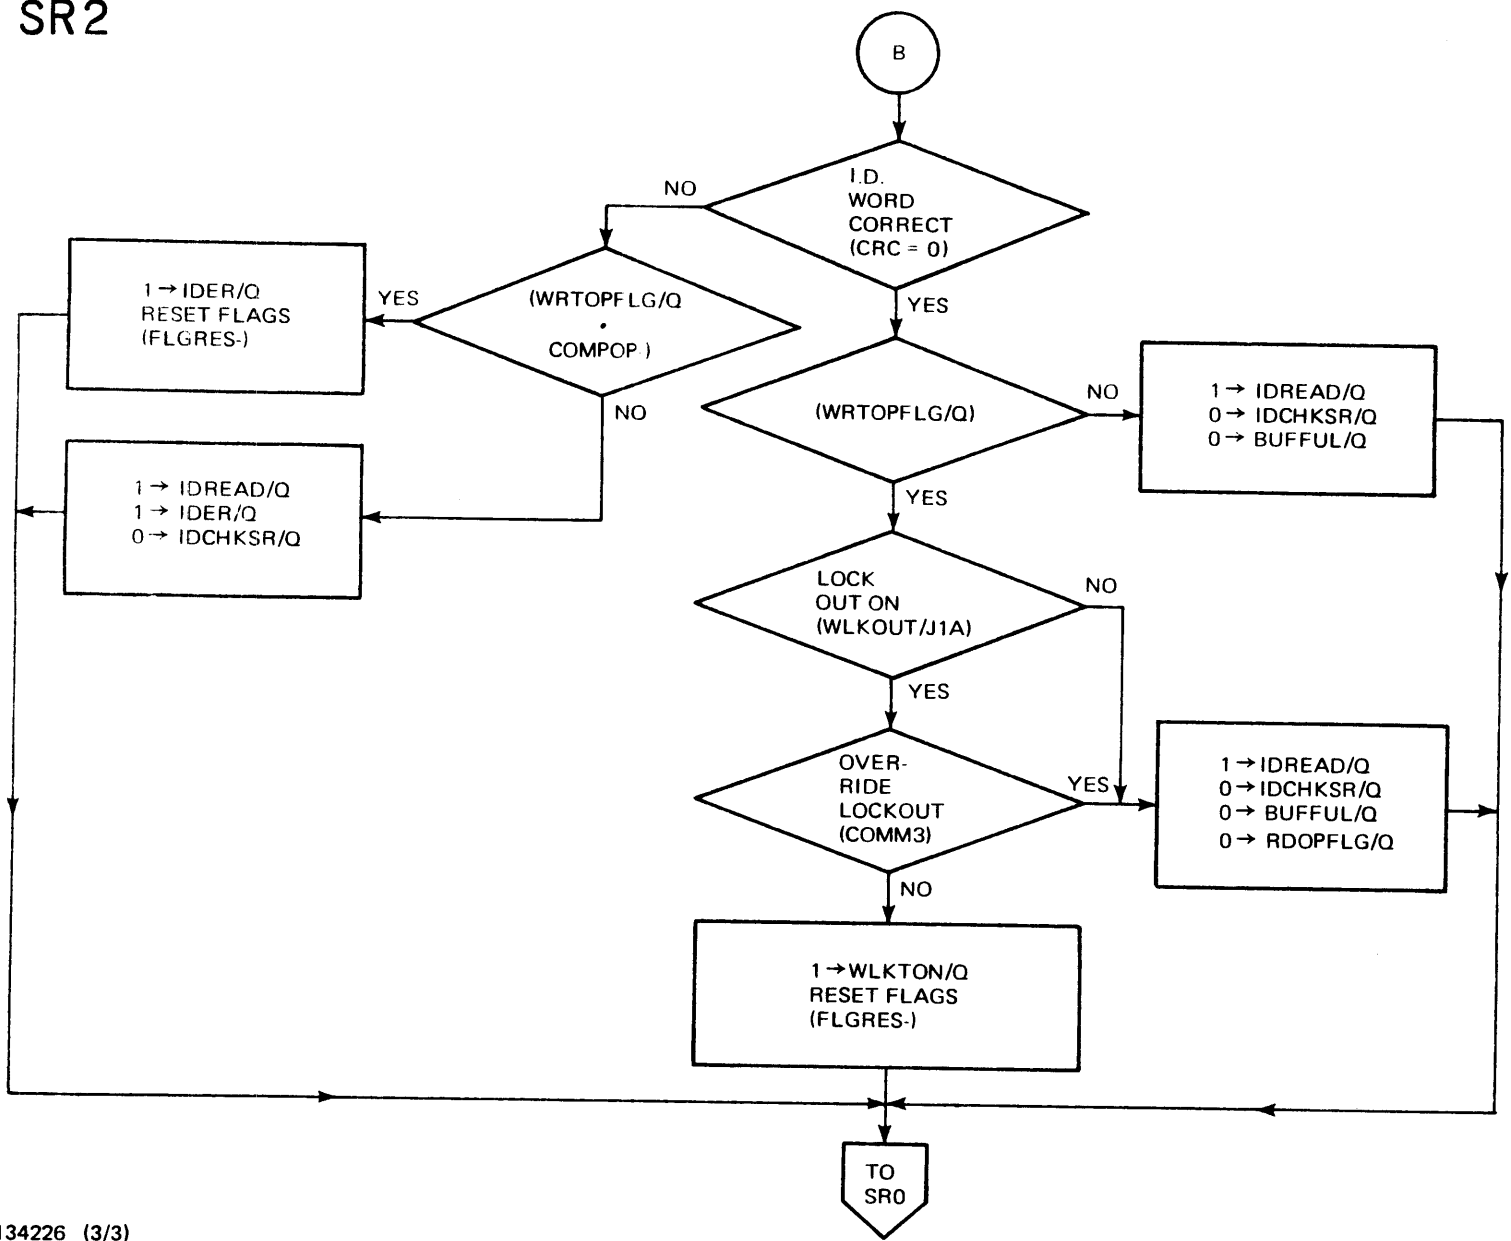 SR2
B
I.D.
WORD
CORRECT
(CRC = 0)
NO
YES
(WRTOPFLG/Q
·
COMPOP-)
YES
NO
1→IDER/Q
RESET FLAGS
(FLGRES-)
1→ IDREAD/Q
1→ IDER/Q
0→ IDCHKSR/Q
(WRTOPFLG/Q)
NO
YES
1→ IDREAD/Q
0→ IDCHKSR/Q
0→ BUFFUL/Q
LOCK
OUT ON
(WLKOUT/J1A)
NO
YES
OVER-
RIDE
LOCKOUT
(COMM3)
YES
NO
1→IDREAD/Q
0→IDCHKSR/Q
0→ BUFFUL/Q
0→ RDOPFLG/Q
1→WLKTON/Q
RESET FLAGS
(FLGRES-)
TO
SR0
134226 (3/3)